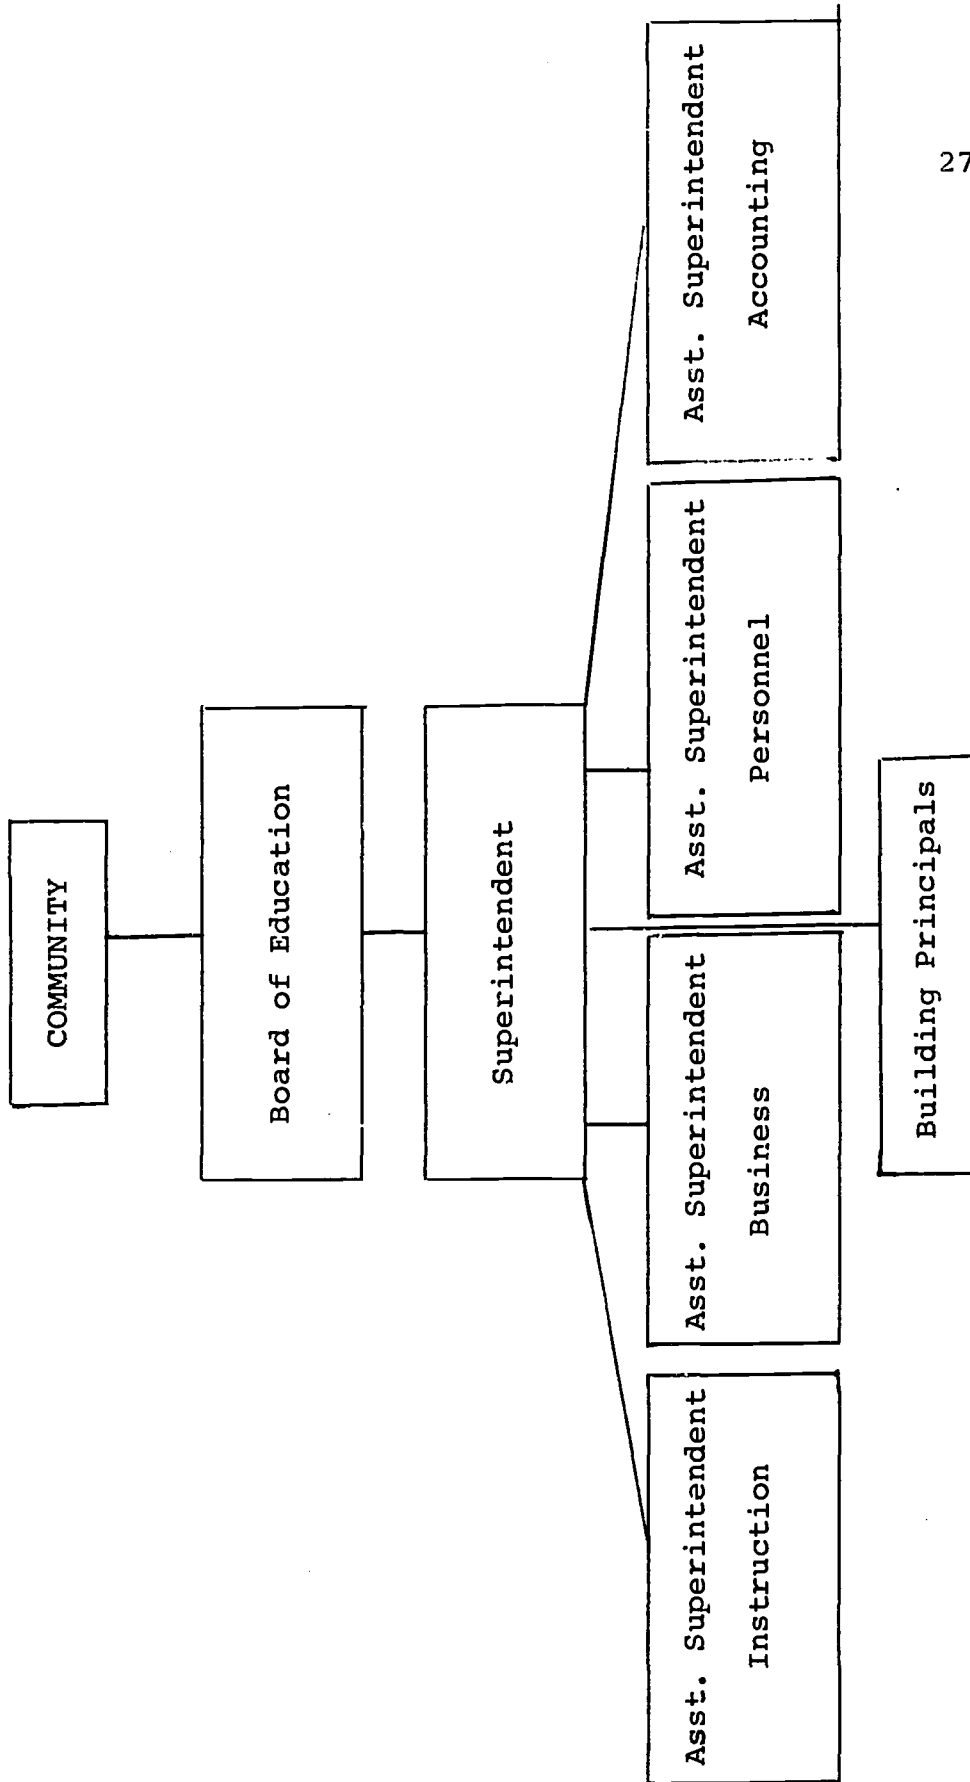 COMMUNITY
Board of Education
Superintendent
Asst. Superintendent
Instruction
Asst. Superintendent
Business
Asst. Superintendent
Personnel
Asst. Superintendent
Accounting
Building Principals
27